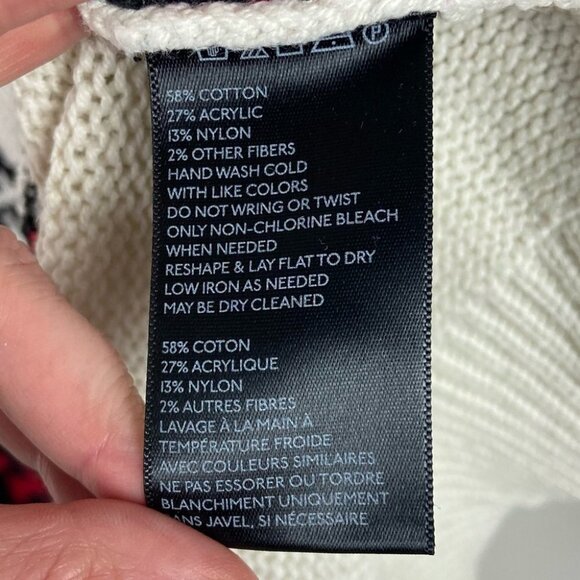 58% COTTON
27% ACRYLIC
13% NYLON
2% OTHER FIBERS
HAND WASH COLD
WITH LIKE COLORS
DO NOT WRING OR TWIST
ONLY NON-CHLORINE BLEACH
WHEN NEEDED
RESHAPE & LAY FLAT TO DRY
LOW IRON AS NEEDED
MAY BE DRY CLEANED
58% COTON
27% ACRYLIQUE
13% NYLON
2% AUTRES FIBRES
LAVAGE À LA MAIN À
TEMPÉRATURE FROIDE
AVEC COULEURS SIMILAIRES
NE PAS ESSORER OU TORDRE
BLANCHIMENT UNIQUEMENT
SANS JAVEL, SI NÉCESSAIRE